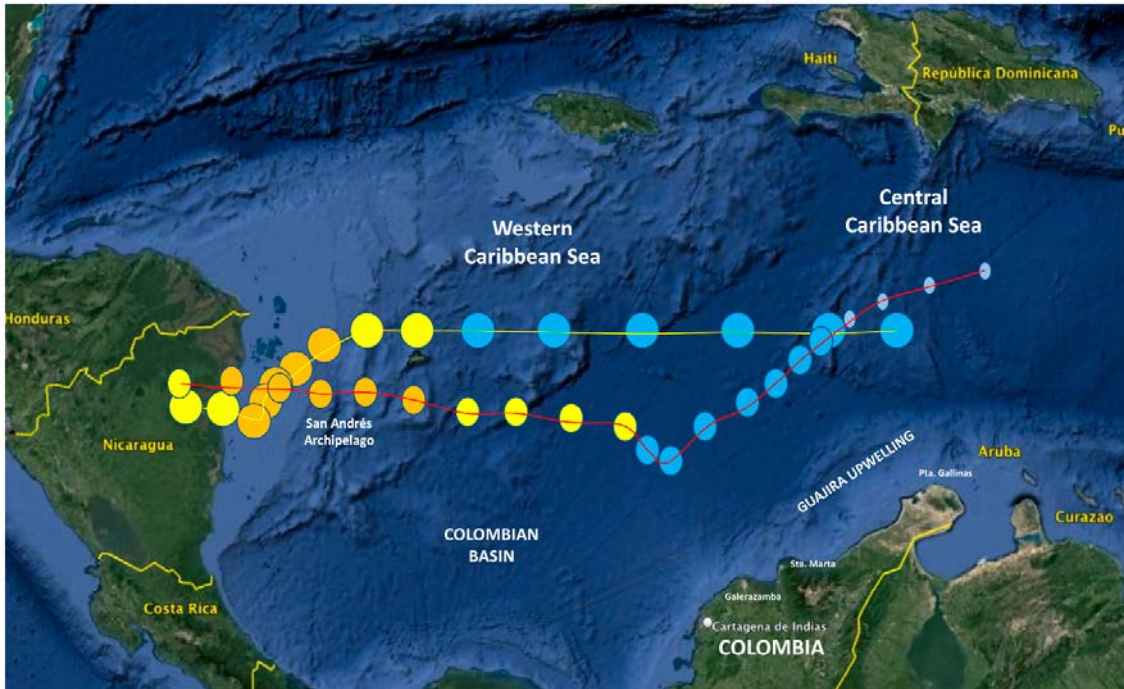 Haití
República Dominicana
Pu
Central
Caribbean Sea
Western
Caribbean Sea
Honduras
San Andrés
Archipelago
Nicaragua
GUAJIRA UPWELLING
Aruba
Pta. Gallinas
Curazao
COLOMBIAN
BASIN
Sta. Marta
Galerazamba
Costa Rica
Cartagena de Indias
COLOMBIA